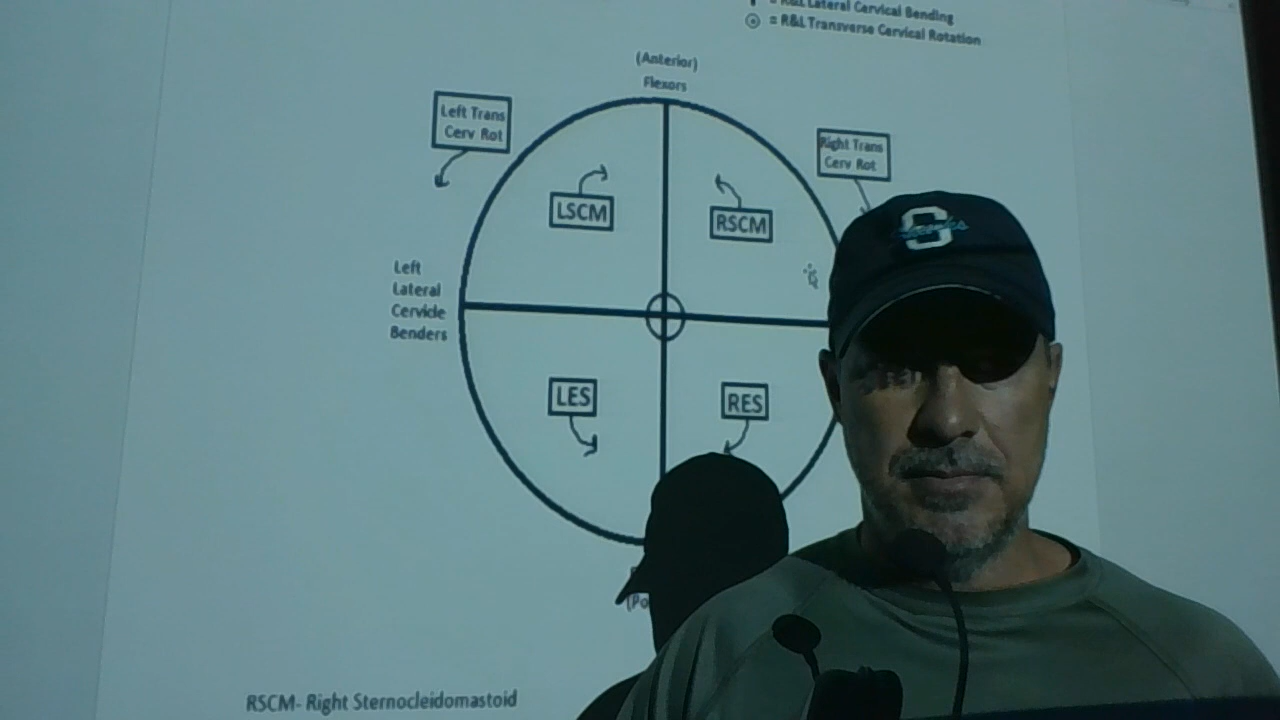 = R&L Lateral Cervical Bending
= R&L Transverse Cervical Rotation
(Anterior)
Flexors
Left Trans
Cerv Rot
Right Trans
Cerv Rot
LSCM
RSCM
Left
Lateral
Cervicle
Benders
LES
RES
RSCM- Right Sternocleidomastoid
S